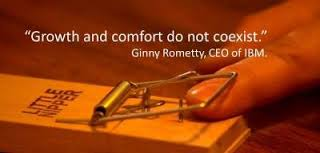 “Growth and comfort do not coexist.”
Ginny Rometty, CEO of IBM.
LITTLE
NIPPER